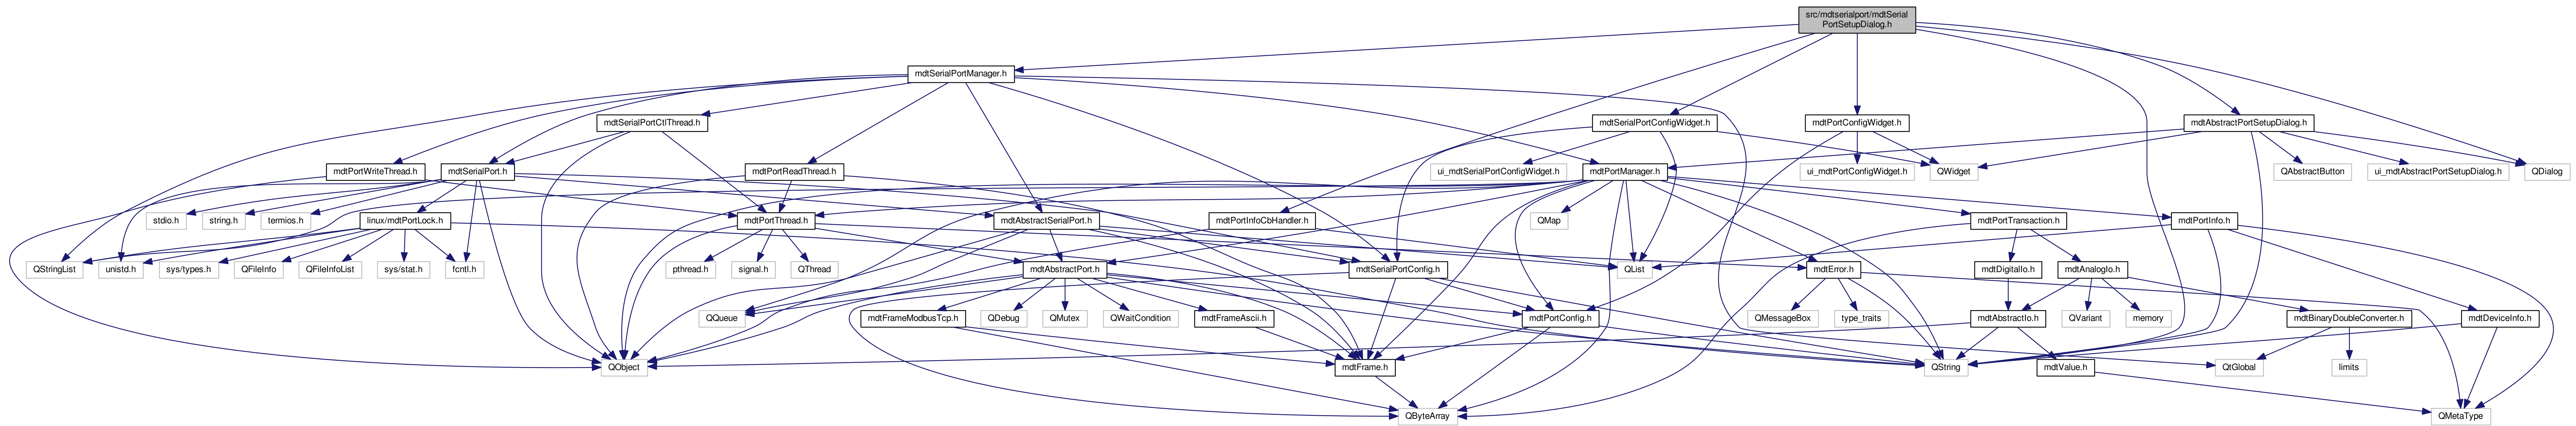 src/mdtserialport/mdtSerial
PortSetupDialog.h
mdtSerialPortManager.h
mdtSerialPortCtlThread.h
mdtSerialPortConfigWidget.h
mdtPortConfigWidget.h
mdtAbstractPortSetupDialog.h
mdtPortWriteThread.h
mdtSerialPort.h
mdtPortReadThread.h
ui_mdtSerialPortConfigWidget.h
mdtPortManager.h
ui_mdtPortConfigWidget.h
QWidget
QAbstractButton
ui_mdtAbstractPortSetupDialog.h
QDialog
stdio.h
string.h
termios.h
linux/mdtPortLock.h
mdtPortThread.h
mdtAbstractSerialPort.h
mdtPortInfoCbHandler.h
QMap
mdtPortTransaction.h
mdtPortInfo.h
QStringList
unistd.h
sys/types.h
QFileInfo
QFileInfoList
sys/stat.h
fcntl.h
pthread.h
signal.h
QThread
mdtAbstractPort.h
mdtSerialPortConfig.h
QList
mdtError.h
mdtDigitalIo.h
mdtAnalogIo.h
QQueue
mdtFrameModbusTcp.h
QDebug
QMutex
QWaitCondition
mdtFrameAscii.h
mdtPortConfig.h
QMessageBox
type_traits
mdtAbstractIo.h
QVariant
memory
mdtBinaryDoubleConverter.h
mdtDeviceInfo.h
QObject
mdtFrame.h
QString
mdtValue.h
QtGlobal
limits
QByteArray
QMetaType